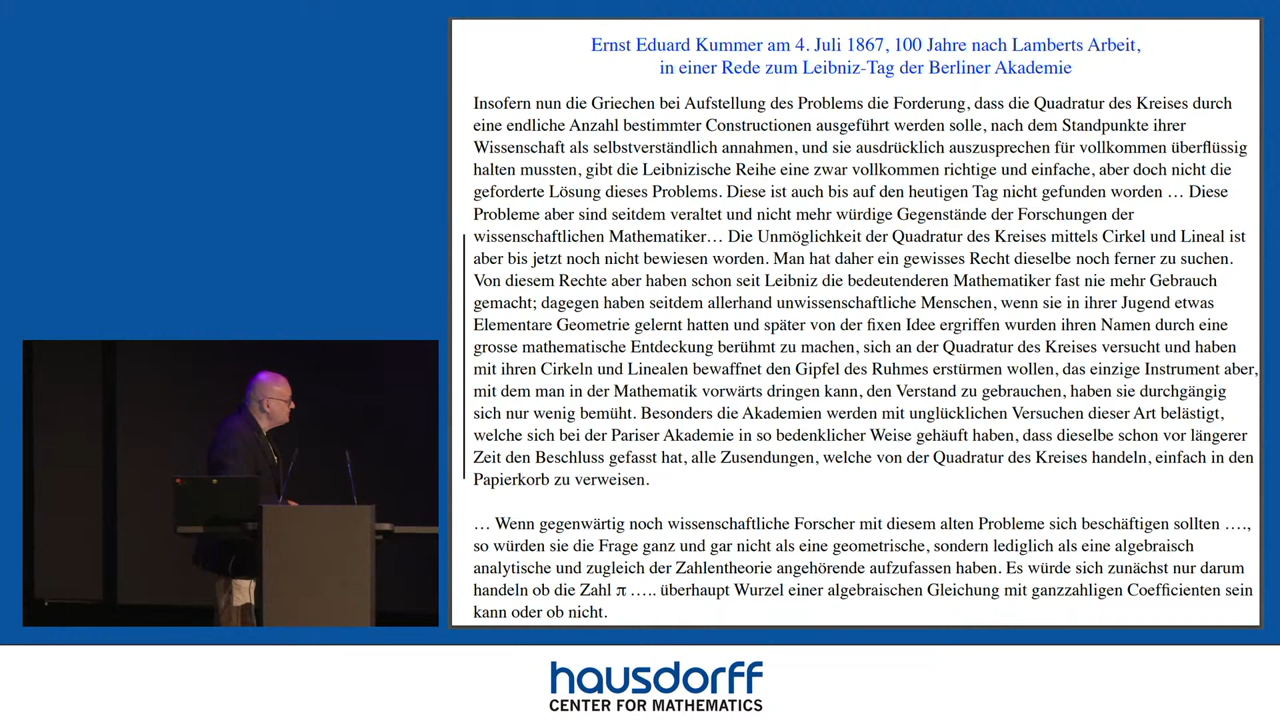 Ernst Eduard Kummer am 4. Juli 1867, 100 Jahre nach Lamberts Arbeit,
in einer Rede zum Leibniz-Tag der Berliner Akademie
Insofern nun die Griechen bei Aufstellung des Problems die Forderung, dass die Quadratur des Kreises durch
eine endliche Anzahl bestimmter Constructionen ausgeführt werden solle, nach dem Standpunkte ihrer
Wissenschaft als selbstverständlich annahmen, und sie ausdrücklich auszusprechen für vollkommen überflüssig
halten mussten, gibt die Leibnizische Reihe eine zwar vollkommen richtige und einfache, aber doch nicht die
geforderte Lösung dieses Problems. Diese ist auch bis auf den heutigen Tag nicht gefunden worden … Diese
Probleme aber sind seitdem veraltet und nicht mehr würdige Gegenstände der Forschungen der
wissenschaftlichen Mathematiker… Die Unmöglichkeit der Quadratur des Kreises mittels Cirkel und Lineal ist
aber bis jetzt noch nicht bewiesen worden. Man hat daher ein gewisses Recht dieselbe noch ferner zu suchen.
Von diesem Rechte aber haben schon seit Leibniz die bedeutenderen Mathematiker fast nie mehr Gebrauch
gemacht; dagegen haben seitdem allerhand unwissenschaftliche Menschen, wenn sie in ihrer Jugend etwas
Elementare Geometrie gelernt hatten und später von der fixen Idee ergriffen wurden ihren Namen durch eine
grosse mathematische Entdeckung berühmt zu machen, sich an der Quadratur des Kreises versucht und haben
mit ihren Cirkeln und Linealen bewaffnet den Gipfel des Ruhmes erstürmen wollen, das einzige Instrument aber,
mit dem man in der Mathematik vorwärts dringen kann, den Verstand zu gebrauchen, haben sie durchgängig
sich nur wenig bemüht. Besonders die Akademien werden mit unglücklichen Versuchen dieser Art belästigt,
welche sich bei der Pariser Akademie in so bedenklicher Weise gehäuft haben, dass dieselbe schon vor längerer
Zeit den Beschluss gefasst hat, alle Zusendungen, welche von der Quadratur des Kreises handeln, einfach in den
Papierkorb zu verweisen.
… Wenn gegenwärtig noch wissenschaftliche Forscher mit diesem alten Probleme sich beschäftigen sollten ….,
so würden sie die Frage ganz und gar nicht als eine geometrische, sondern lediglich als eine algebraisch
analytische und zugleich der Zahlentheorie angehörende aufzufassen haben. Es würde sich zunächst nur darum
handeln ob die Zahl π ….. überhaupt Wurzel einer algebraischen Gleichung mit ganzzahligen Coefficienten sein
kann oder ob nicht.
hausdorff
CENTER FOR MATHEMATICS